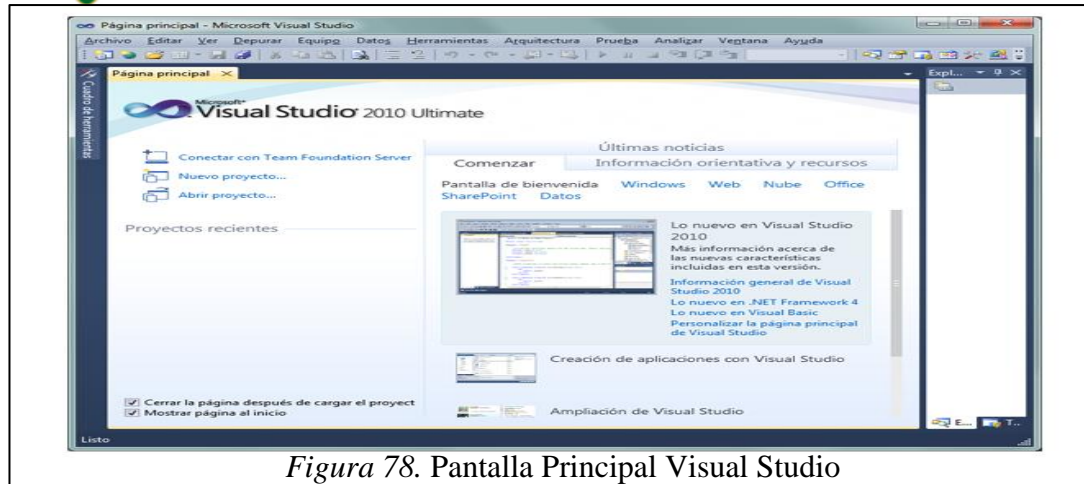 Página principal - Microsoft Visual Studio
Archivo Editar Ver Depurar Equipo Datos Herramientas Arquitectura Prueba Analizar Ventana Ayuda
Página principal
Expl...
Cuadro de herramientas
Microsoft®
Visual Studio® 2010 Ultimate
Conectar con Team Foundation Server
Nuevo proyecto...
Abrir proyecto...
Proyectos recientes
Cerrar la página después de cargar el proyect
Mostrar página al inicio
Últimas noticias
Comenzar Información orientativa y recursos
Pantalla de bienvenida Windows Web Nube Office
SharePoint Datos
Lo nuevo en Visual Studio
2010
Más información acerca de
las nuevas características
incluidas en esta versión.
Información general de Visual
Studio 2010
Lo nuevo en .NET Framework 4
Lo nuevo en Visual Basic
Personalizar la página principal
de Visual Studio
Creación de aplicaciones con Visual Studio
Ampliación de Visual Studio
E... T..
Listo
Figura 78. Pantalla Principal Visual Studio